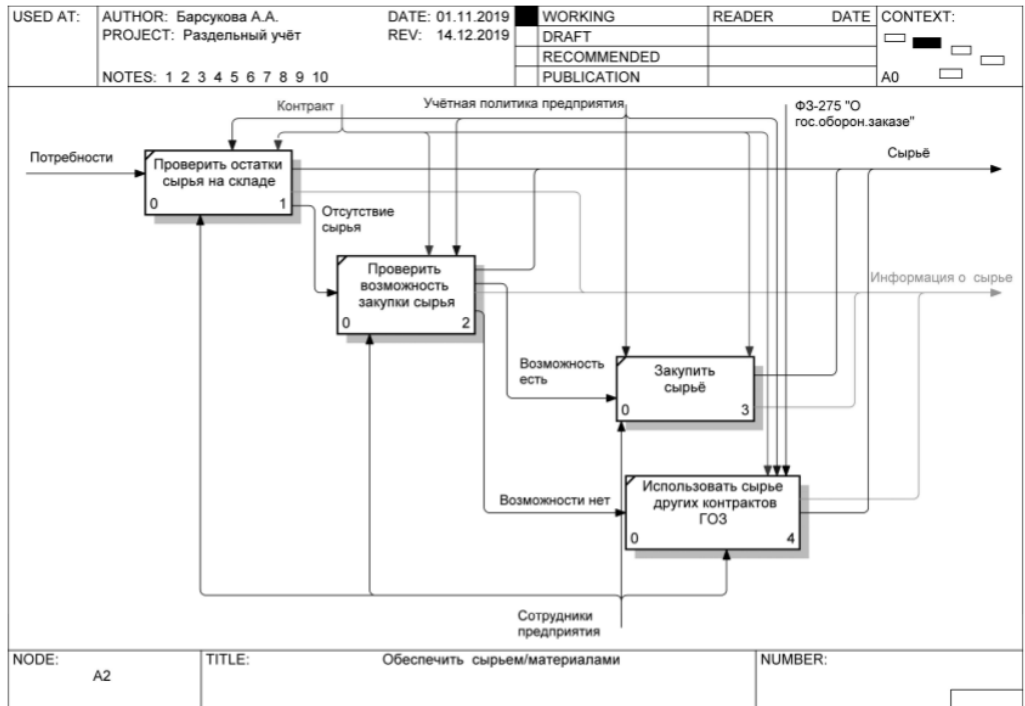 USED AT:
AUTHOR: Барсукова А.А.
DATE: 01.11.2019
PROJECT: Раздельный учёт
REV: 14.12.2019
NOTES: 1 2 3 4 5 6 7 8 9 10
WORKING
DRAFT
RECOMMENDED
PUBLICATION
READER
DATE
CONTEXT:
A0
Контракт
Учётная политика предприятия
ФЗ-275 "О
гос.оборон.заказе"
Потребности
Проверить остатки
сырья на складе
0 1
Сырьё
Отсутствие
сырья
Проверить
возможность
закупки сырья
0 2
Информация о сырье
Возможность
есть
Закупить
сырьё
0 3
Возможности нет
Использовать сырье
других контрактов
ГОЗ
0 4
Сотрудники
предприятия
NODE:
A2
TITLE:
Обеспечить сырьем/материалами
NUMBER: